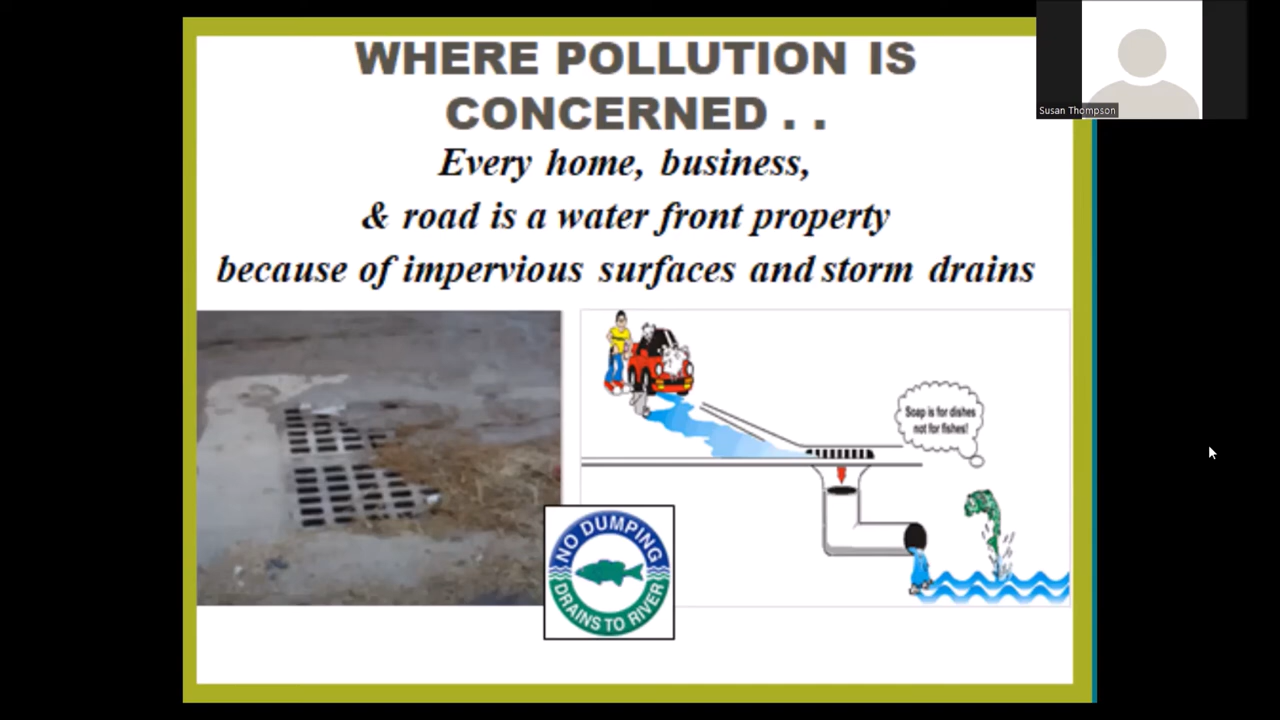 WHERE POLLUTION IS
CONCERNED . .
Every home, business,
& road is a water front property
because of impervious surfaces and storm drains
Susan Thompson
Soap is for dishes
not for fishes!
NO DUMPING
DRAINS TO RIVER